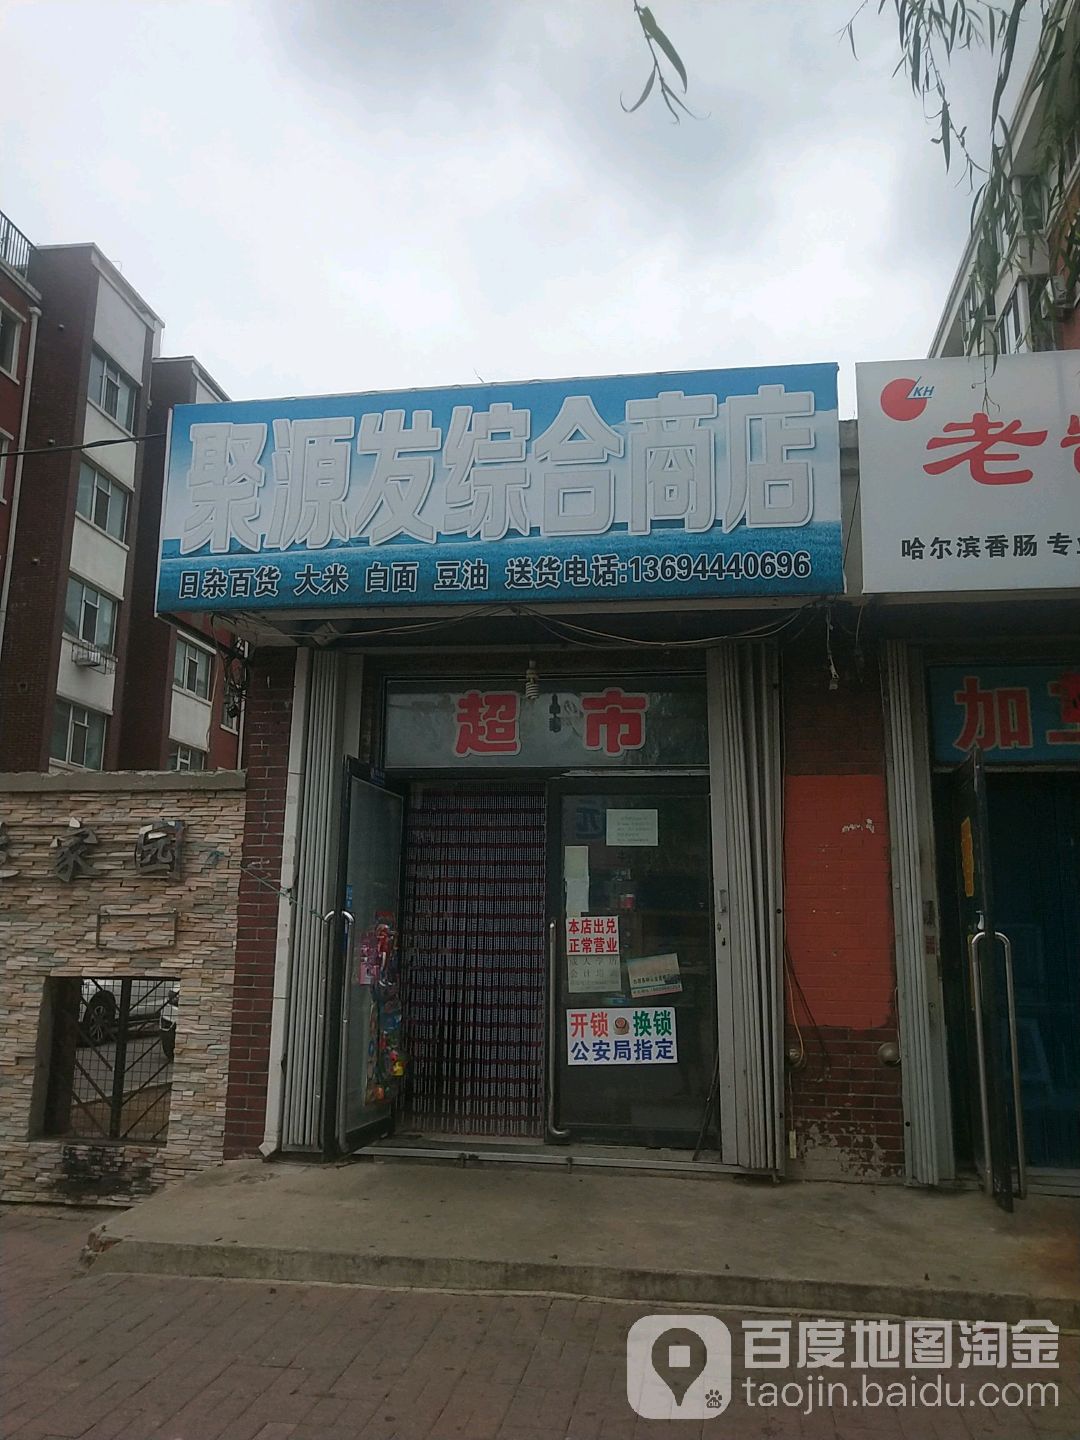 聚源发综合商店
日杂百货 大米 白面 豆油 送货电话:13694440696
LKH
老
哈尔滨香肠 专
超市
加
家园
本店出兑
正常营业
开锁 换锁
公安局指定
百度地图淘金
taojin.baidu.com